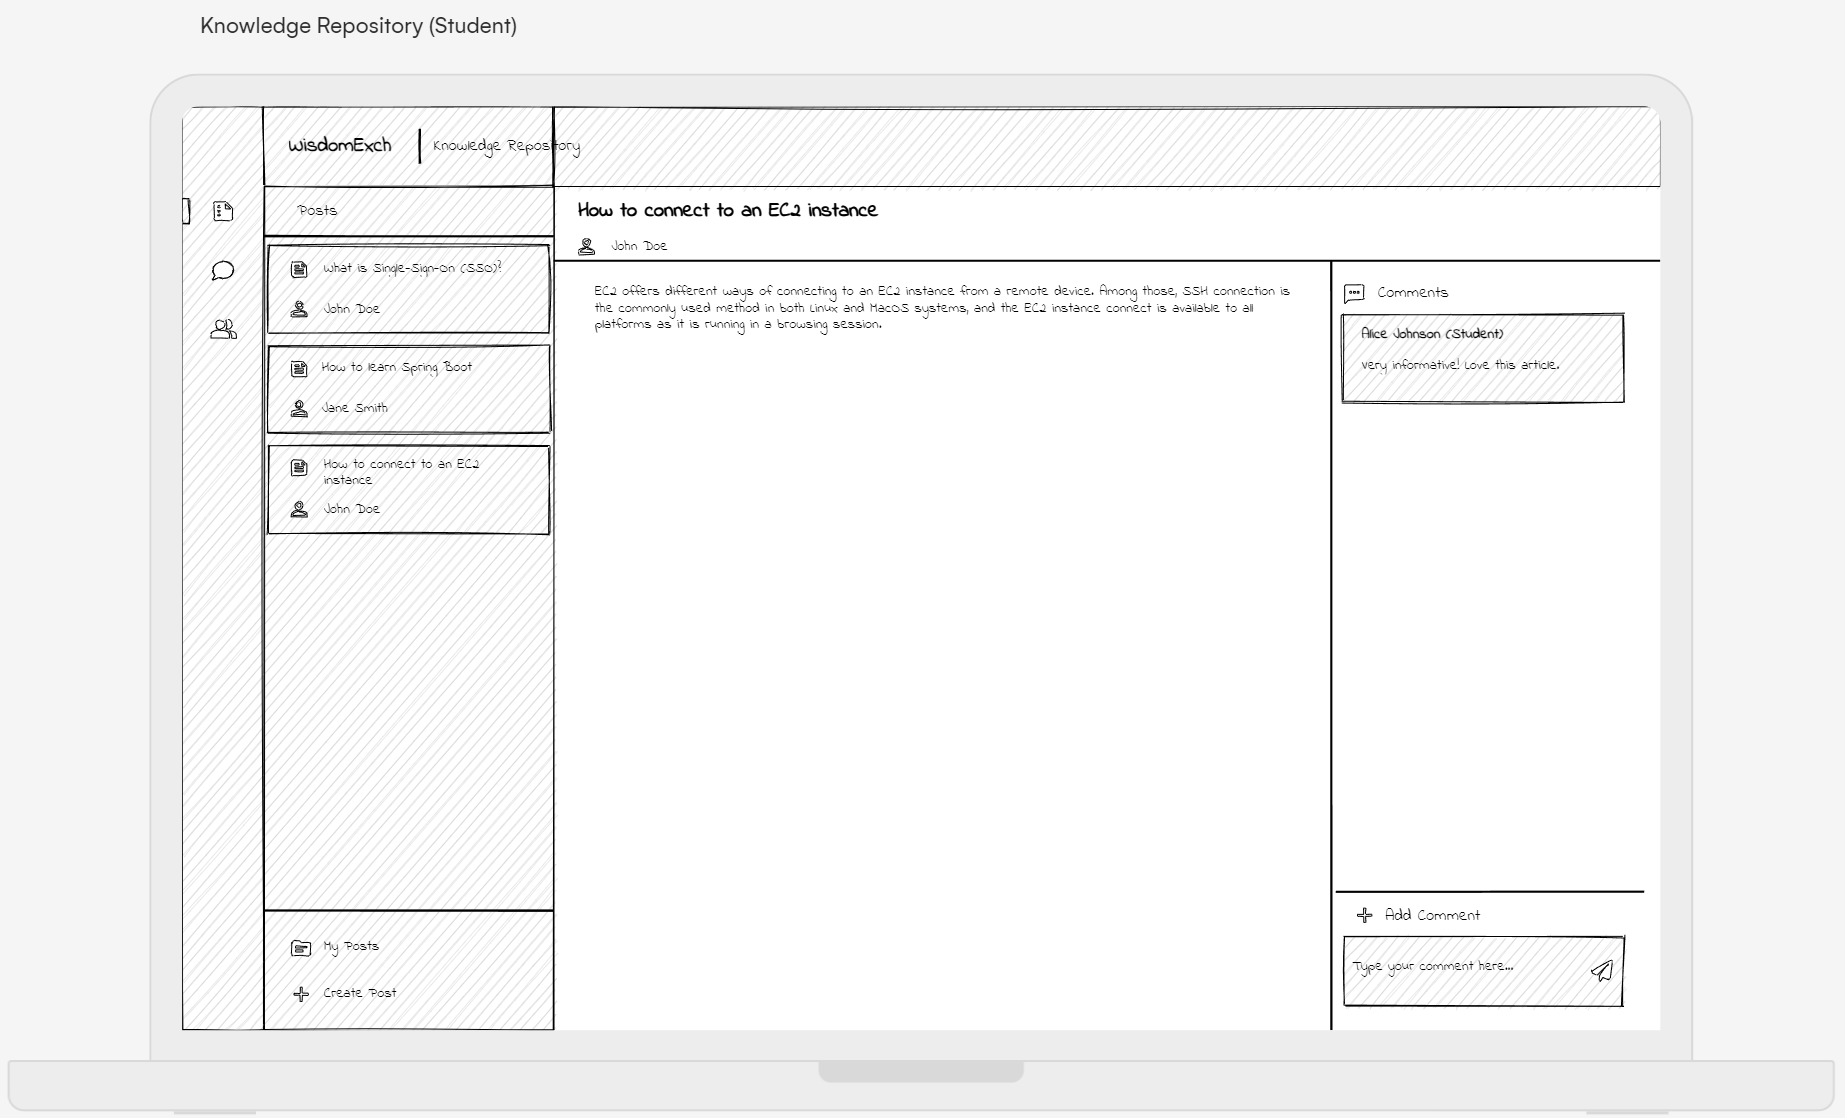 Knowledge Repository (Student)
WisdomExch
Knowledge Repository
Posts
What is Single-Sign-On (SSO)?
John Doe
How to learn Spring Boot
Jane Smith
How to connect to an EC2
instance
John Doe
My Posts
Create Post
How to connect to an EC2 instance
John Doe
EC2 offers different ways of connecting to an EC2 instance from a remote device. Among those, SSH connection is
the commonly used method in both Linux and MacOS systems, and the EC2 instance connect is available to all
platforms as it is running in a browsing session.
Comments
Alice Johnson (Student)
Very informative! Love this article.
Add Comment
Type your comment here...